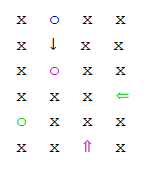 x o x x
x ↓ x x
x o x x
x x x ⇐
o x x x
x x ⇑ x